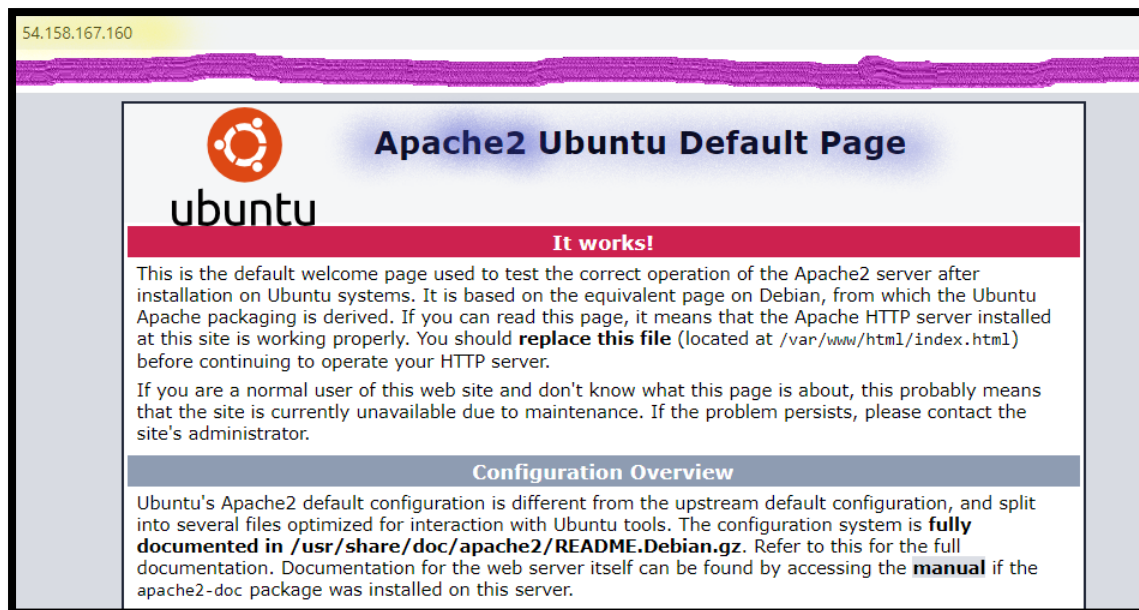 54.158.167.160
Apache2 Ubuntu Default Page
ubuntu
It works!
This is the default welcome page used to test the correct operation of the Apache2 server after
installation on Ubuntu systems. It is based on the equivalent page on Debian, from which the Ubuntu
Apache packaging is derived. If you can read this page, it means that the Apache HTTP server installed
at this site is working properly. You should replace this file (located at /var/www/html/index.html)
before continuing to operate your HTTP server.
If you are a normal user of this web site and don't know what this page is about, this probably means
that the site is currently unavailable due to maintenance. If the problem persists, please contact the
site's administrator.
Configuration Overview
Ubuntu's Apache2 default configuration is different from the upstream default configuration, and split
into several files optimized for interaction with Ubuntu tools. The configuration system is fully
documented in /usr/share/doc/apache2/README.Debian.gz. Refer to this for the full
documentation. Documentation for the web server itself can be found by accessing the manual if the
apache2-doc package was installed on this server.